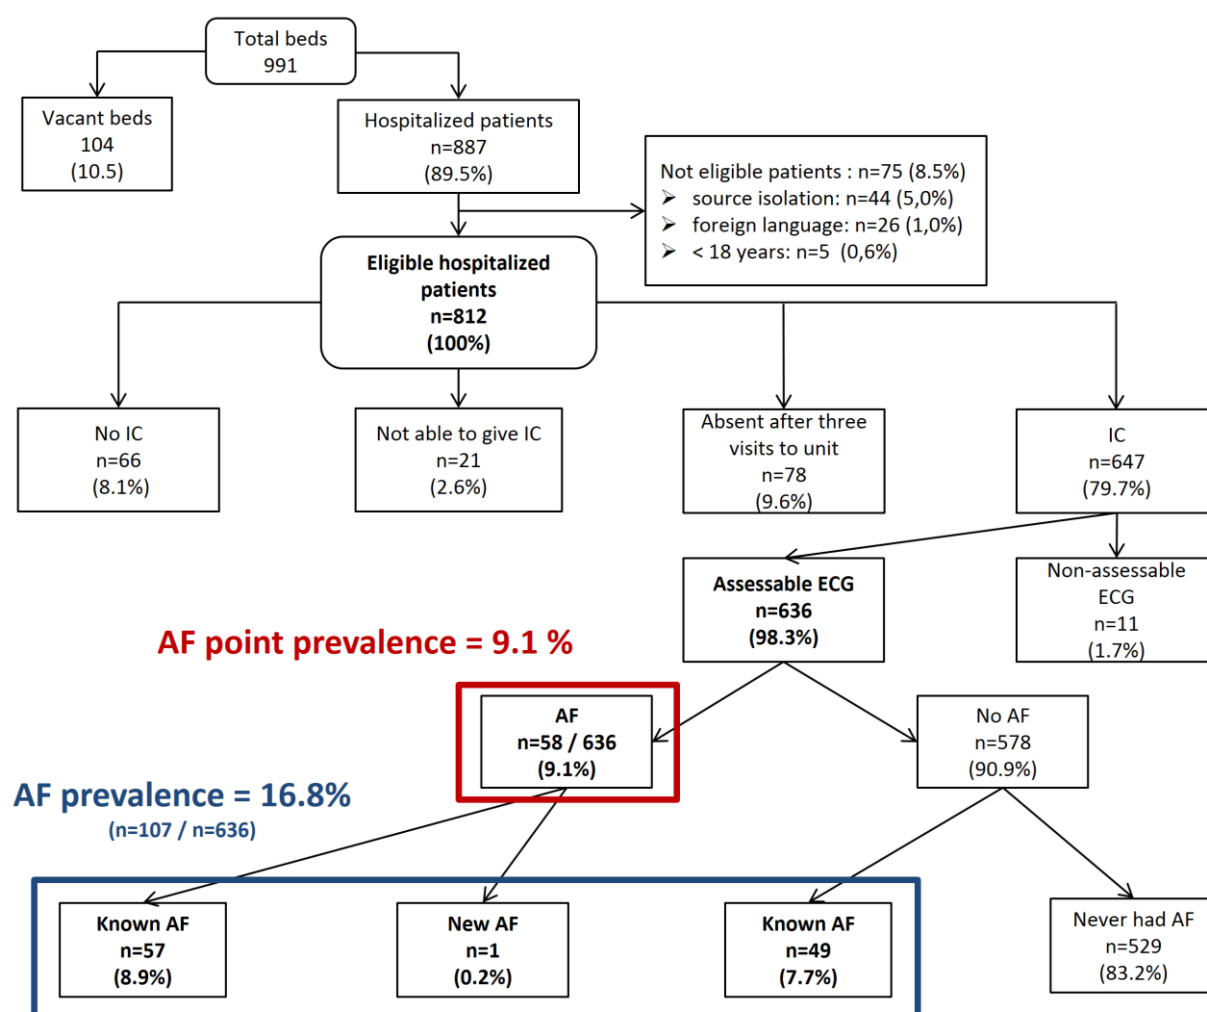 Total beds
991
Vacant beds
104
(10.5)
Hospitalized patients
n=887
(89.5%)
Not eligible patients : n=75 (8.5%)
➢ source isolation: n=44 (5,0%)
➢ foreign language: n=26 (1,0%)
➢ < 18 years: n=5 (0,6%)
Eligible hospitalized
patients
n=812
(100%)
No IC
n=66
(8.1%)
Not able to give IC
n=21
(2.6%)
Absent after three
visits to unit
n=78
(9.6%)
IC
n=647
(79.7%)
Assessable ECG
n=636
(98.3%)
Non-assessable
ECG
n=11
(1.7%)
AF point prevalence = 9.1 %
AF
n=58 / 636
(9.1%)
No AF
n=578
(90.9%)
AF prevalence = 16.8%
(n=107 / n=636)
Known AF
n=57
(8.9%)
New AF
n=1
(0.2%)
Known AF
n=49
(7.7%)
Never had AF
n=529
(83.2%)